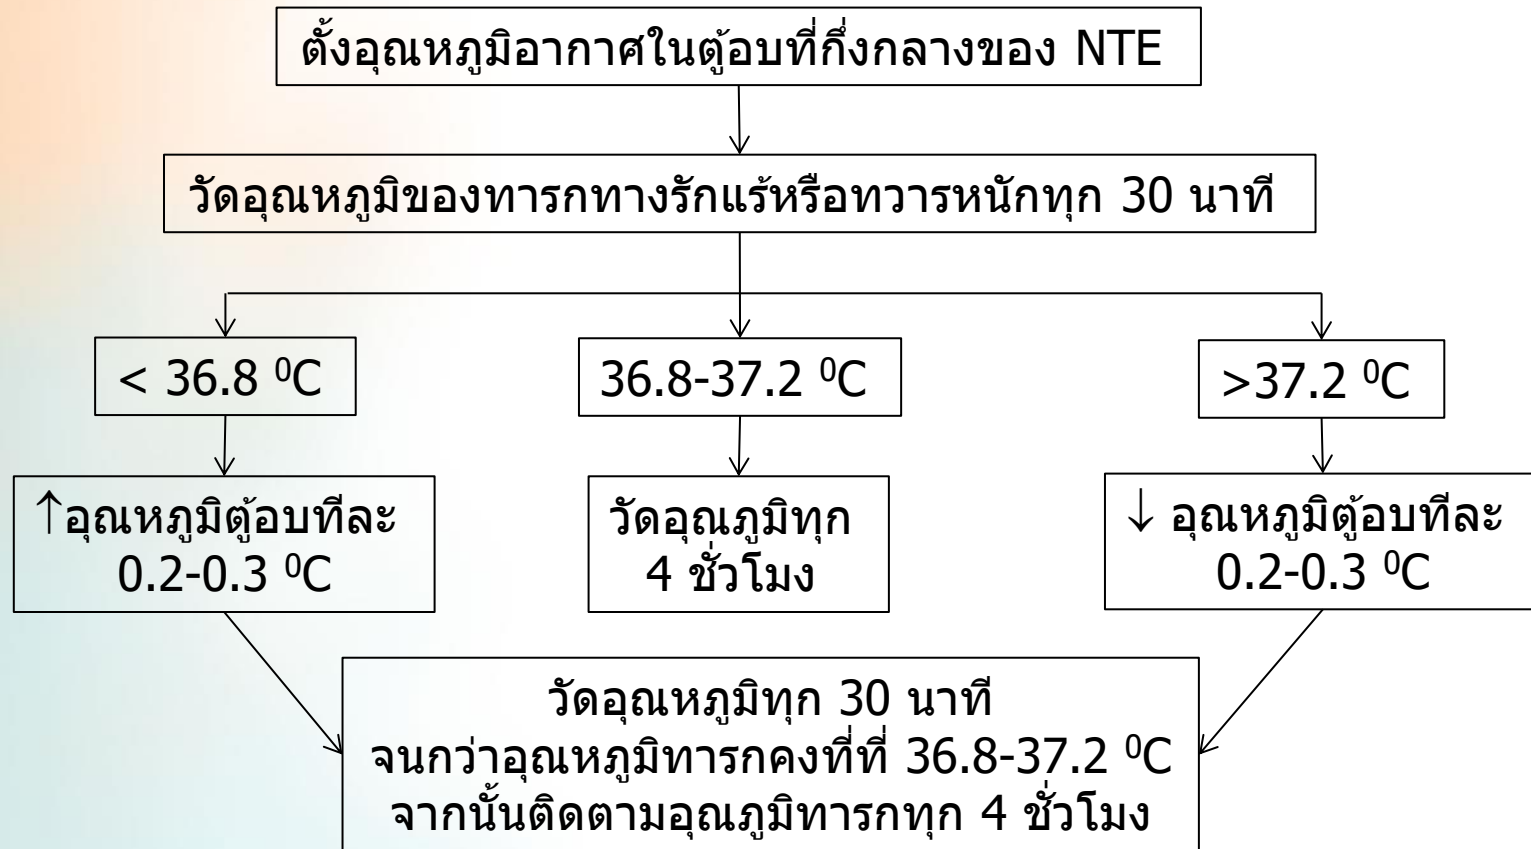 ตั้งอุณหภูมิอากาศในตู้อบที่กึ่งกลางของ NTE
วัดอุณหภูมิของทารกทางรักแร้หรือทวารหนักทุก 30 นาที
< 36.8 ⁰C
36.8-37.2 ⁰C
>37.2 ⁰C
↑อุณหภูมิตู้อบทีละ
0.2-0.3 ⁰C
วัดอุณภูมิทุก
4 ชั่วโมง
↓ อุณหภูมิตู้อบทีละ
0.2-0.3 ⁰C
วัดอุณหภูมิทุก 30 นาที
จนกว่าอุณหภูมิทารกคงที่ที่ 36.8-37.2 ⁰C
จากนั้นติดตามอุณภูมิทารกทุก 4 ชั่วโมง